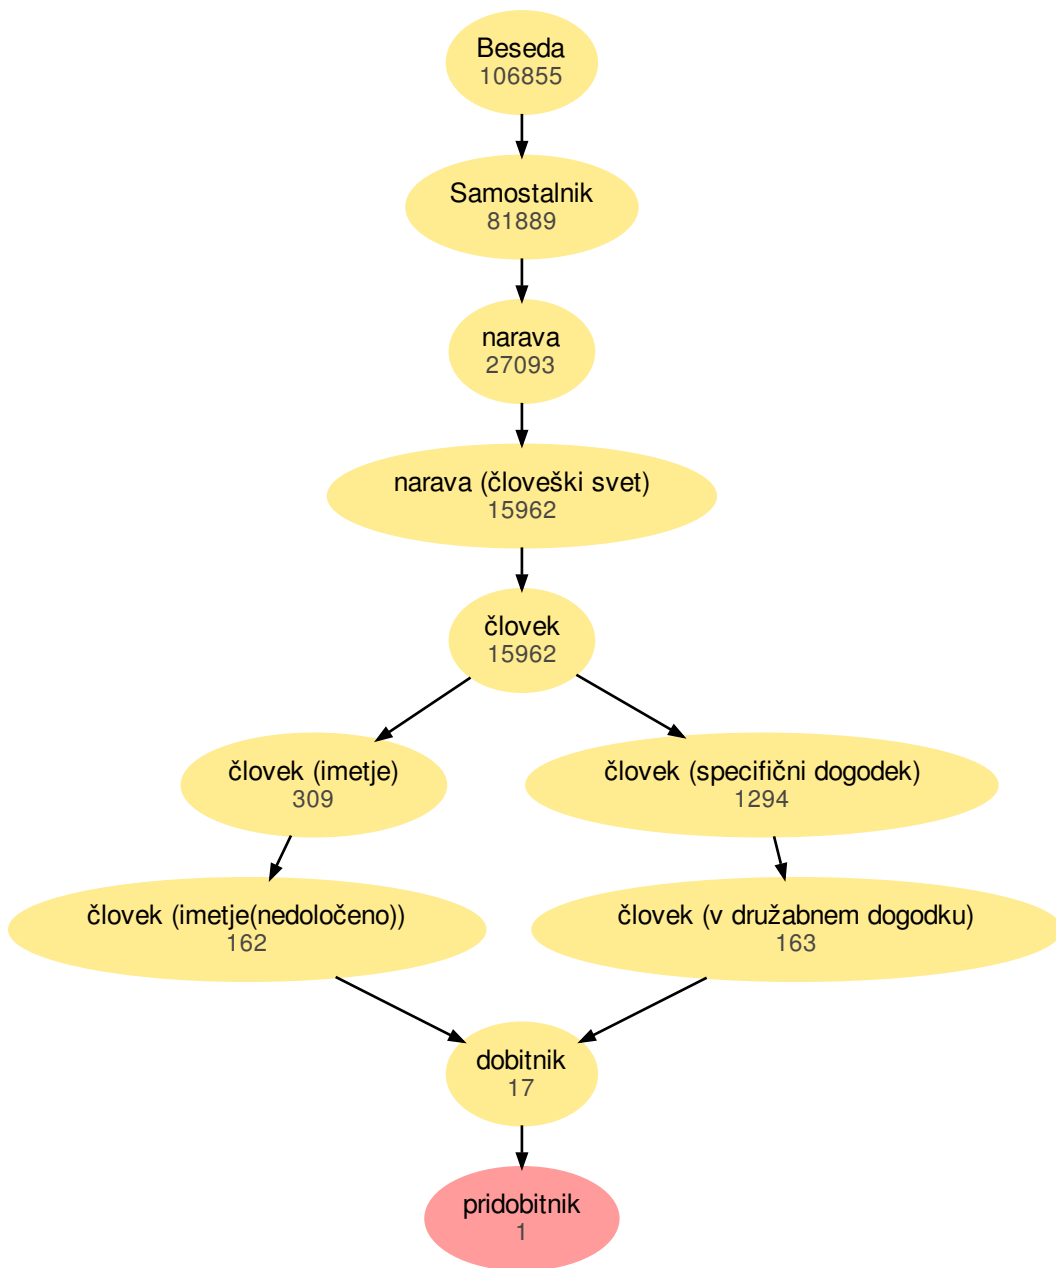 Beseda
106855
Samostalnik
81889
narava
27093
narava (človeški svet)
15962
človek
15962
človek (imetje)
309
človek (specifični dogodek)
1294
človek (imetje(nedoločeno))
162
človek (v družabnem dogodku)
163
dobitnik
17
pridobitnik
1